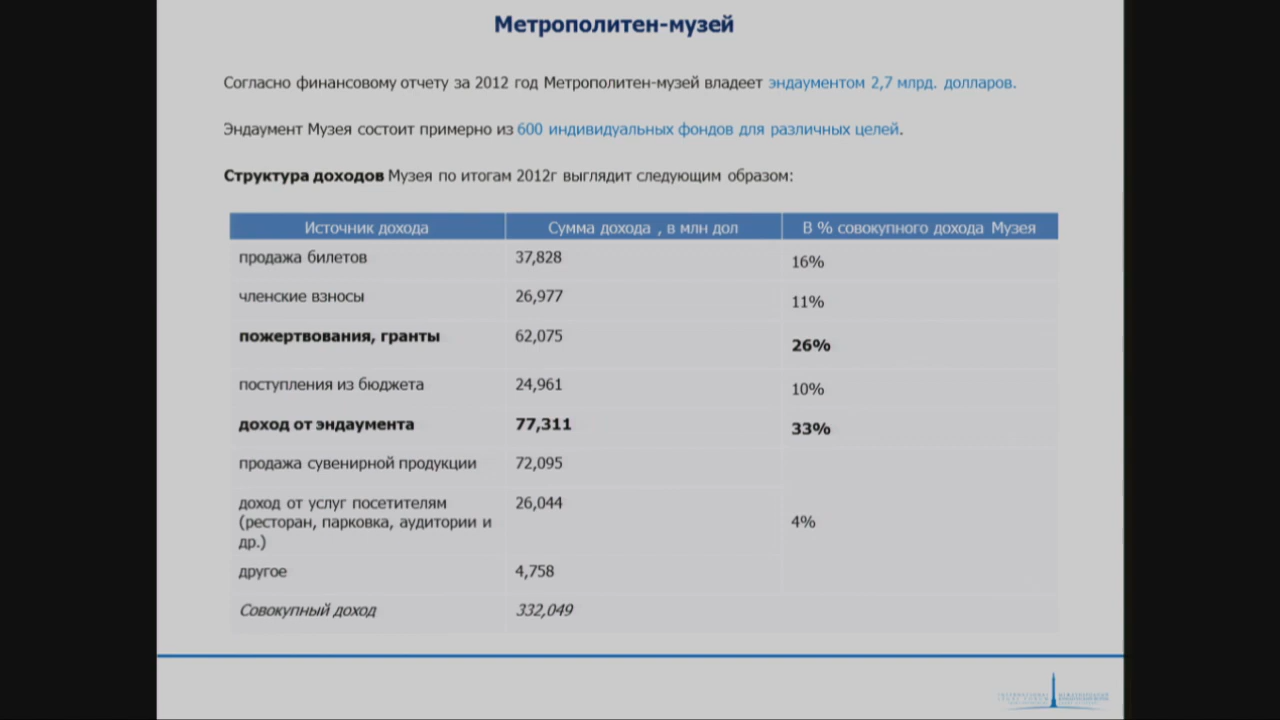 Метрополитен-музей
Согласно финансовому отчету за 2012 год Метрополитен-музей владеет эндаументом 2,7 млрд. долларов.
Эндаумент Музея состоит примерно из 600 индивидуальных фондов для различных целей.
Структура доходов Музея по итогам 2012г выглядит следующим образом:
Источник дохода Сумма дохода , в млн дол В % совокупного дохода Музея
продажа билетов 37,828 16%
членские взносы 26,977 11%
пожертвования, гранты 62,075 26%
поступления из бюджета 24,961 10%
доход от эндаумента 77,311 33%
продажа сувенирной продукции 72,095
доход от услуг посетителям 26,044
(ресторан, парковка, аудитории и 4%
др.)
другое 4,758
Совокупный доход 332,049